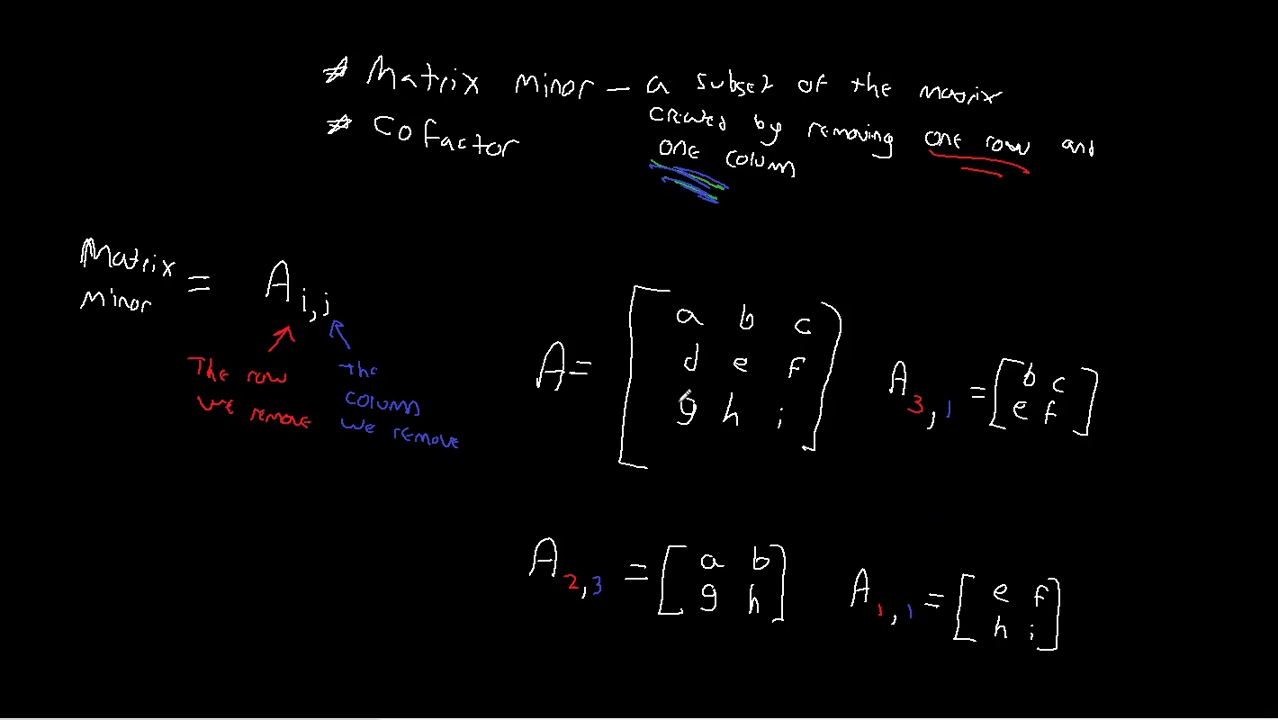 * Matrix minor – a subset of the matrix
created by removing one row and
one column
* Cofactor
Matrix minor = A i,j
The row
we remove
the
column
we remove
A = [ a b c
d e f
g h i ]
A 3,1 = [ b c
e f ]
A 2,3 = [ a b
g h ]
A 1,1 = [ e f
h i ]